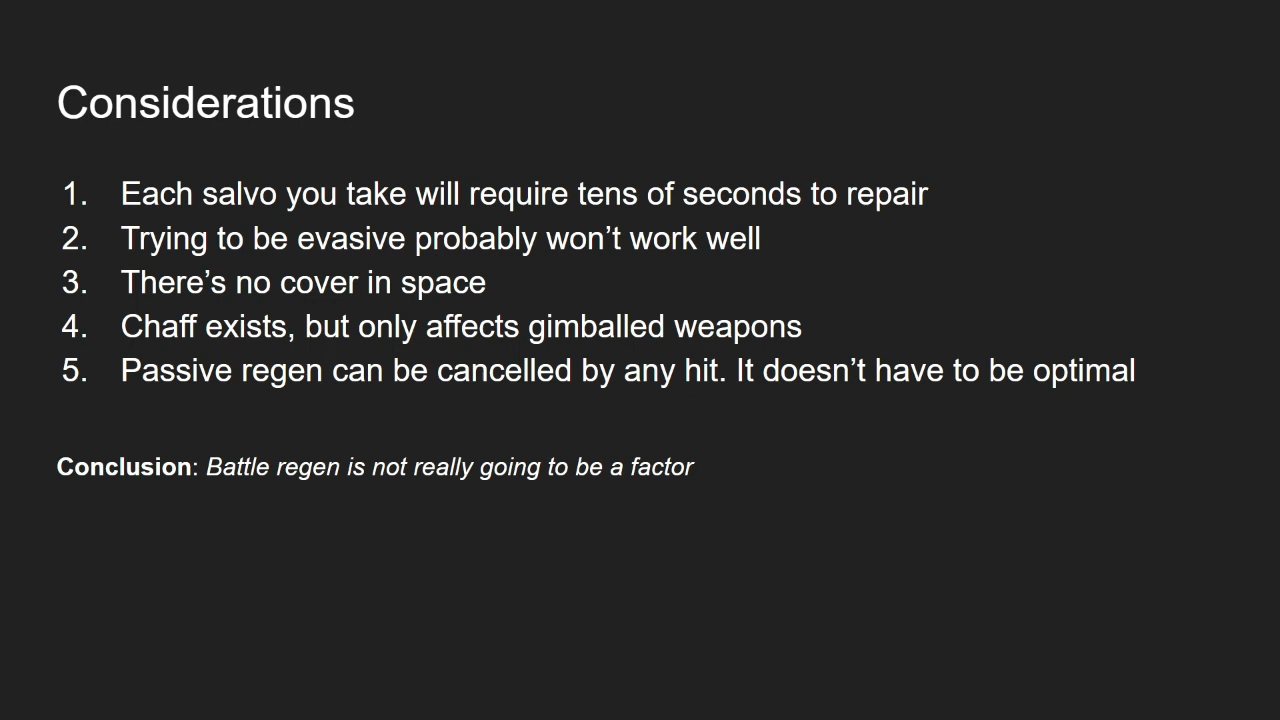 Considerations
1. Each salvo you take will require tens of seconds to repair
2. Trying to be evasive probably won’t work well
3. There’s no cover in space
4. Chaff exists, but only affects gimballed weapons
5. Passive regen can be cancelled by any hit. It doesn’t have to be optimal
Conclusion: Battle regen is not really going to be a factor